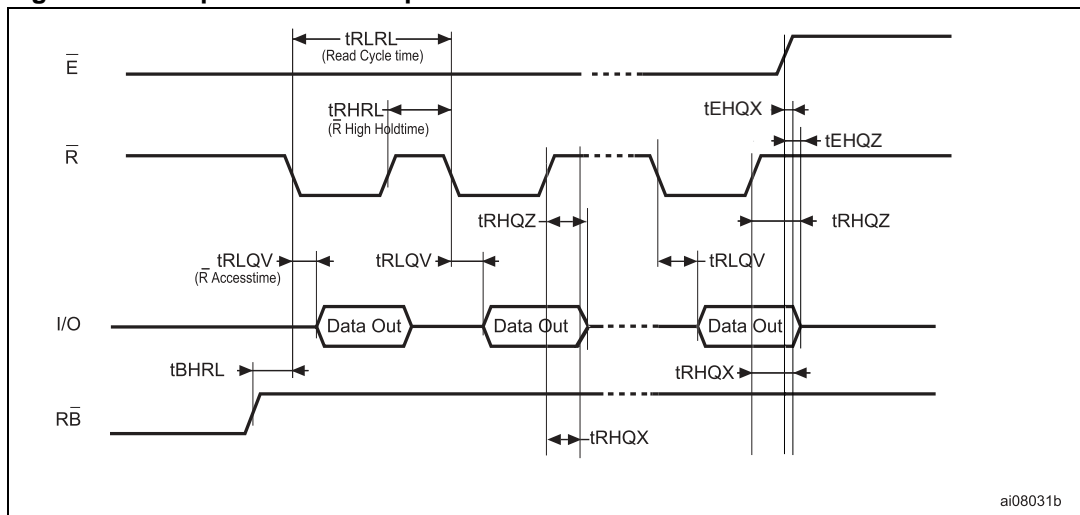 tRLRL
(Read Cycle time)
E̅
tRHRL
(R̅ High Holdtime)
tEHQX
tEHQZ
R̅
tRHQZ
tRHQZ
tRLQV
(R̅ Accesstime)
tRLQV
tRLQV
I/O
Data Out
Data Out
Data Out
tBHRL
tRHQX
RB̅
tRHQX
ai08031b